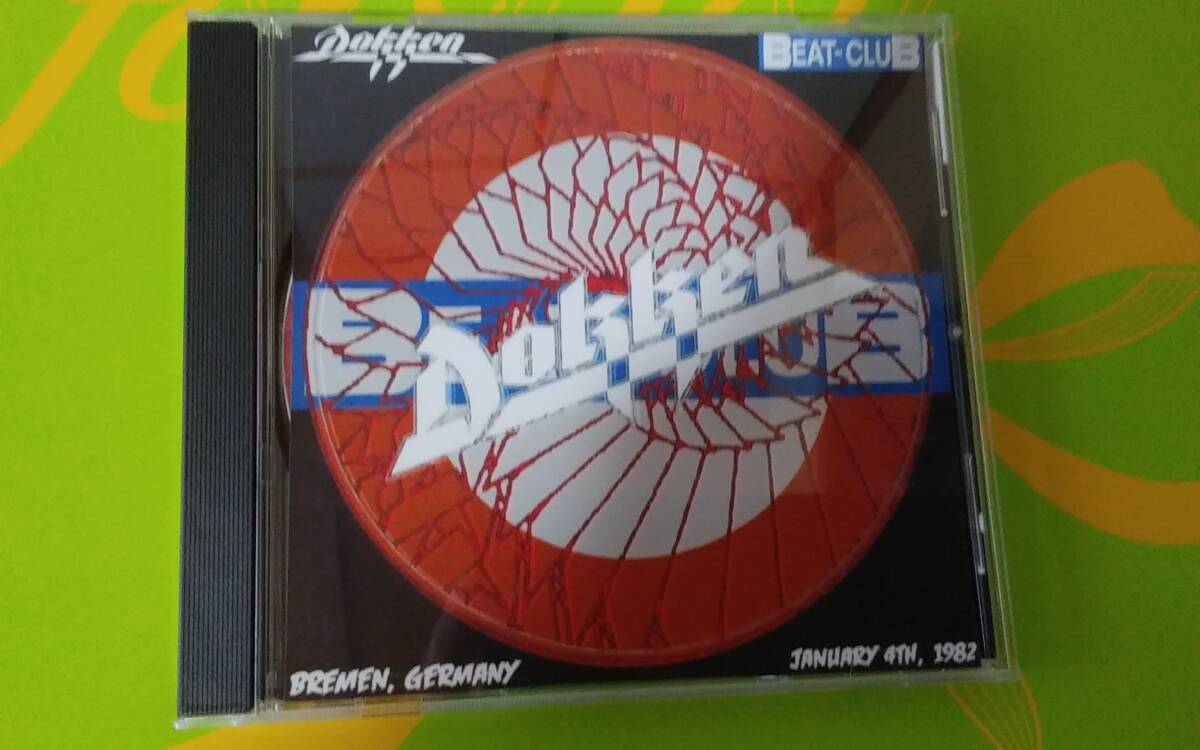 Dokken
BEAT-CLUB
Dokken
BREMEN, GERMANY
JANUARY 4TH, 1982